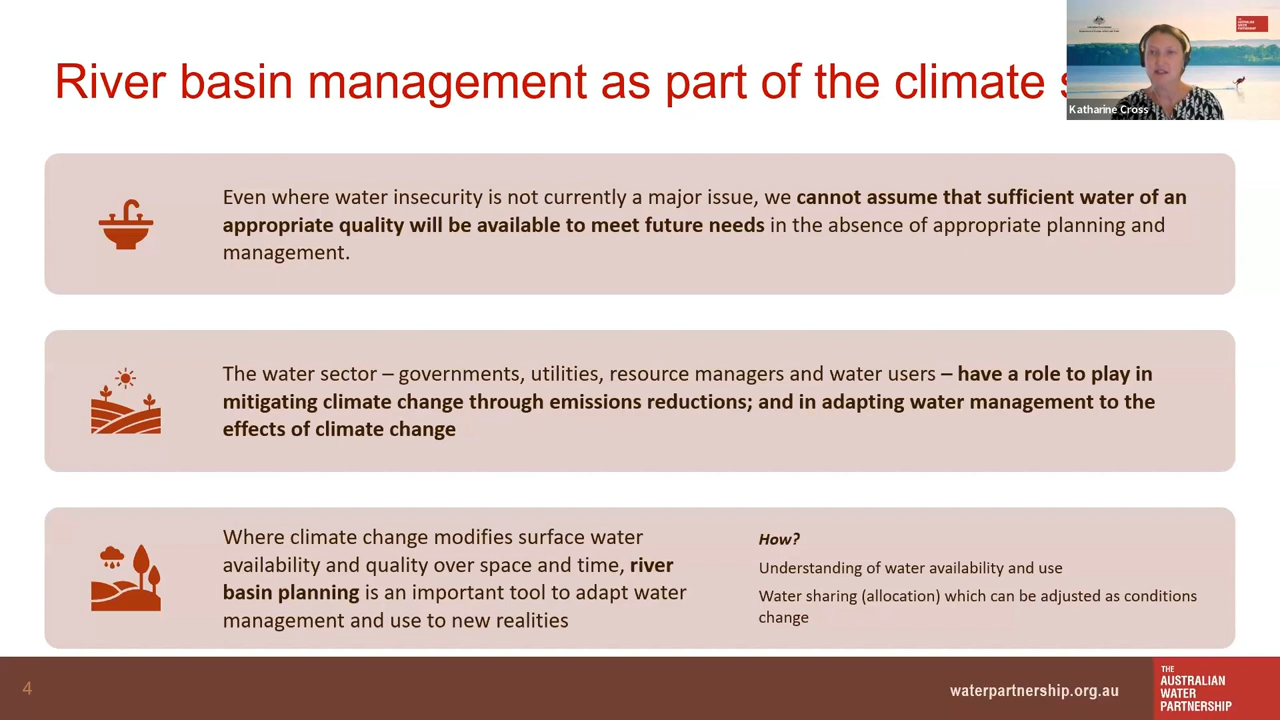 River basin management as part of the climate
Katharine Cross
Even where water insecurity is not currently a major issue, we cannot assume that sufficient water of an
appropriate quality will be available to meet future needs in the absence of appropriate planning and
management.
The water sector – governments, utilities, resource managers and water users – have a role to play in
mitigating climate change through emissions reductions; and in adapting water management to the
effects of climate change
Where climate change modifies surface water
availability and quality over space and time, river
basin planning is an important tool to adapt water
management and use to new realities
How?
Understanding of water availability and use
Water sharing (allocation) which can be adjusted as conditions
change
4
waterpartnership.org.au
THE
AUSTRALIAN
WATER
PARTNERSHIP